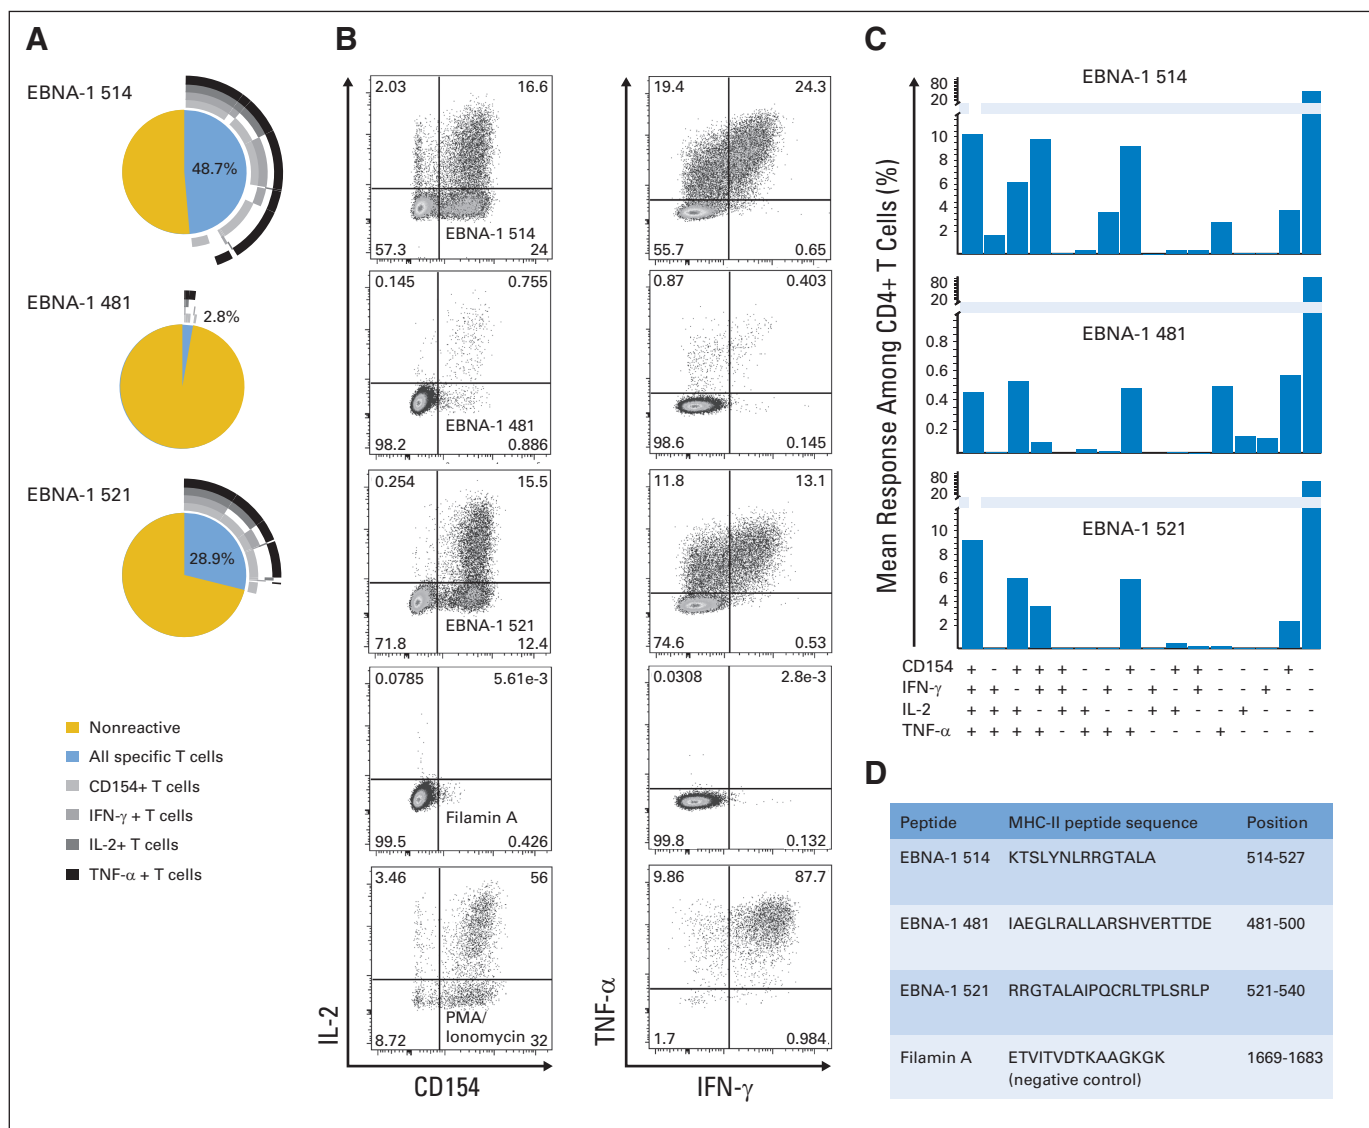 A
EBNA-1 514
48.7%
EBNA-1 481
2.8%
EBNA-1 521
28.9%
Nonreactive
All specific T cells
CD154+ T cells
IFN-γ + T cells
IL-2+ T cells
TNF-α + T cells
B
2.03 16.6
EBNA-1 514
57.3 24
0.145 0.755
EBNA-1 481
98.2 0.886
0.254 15.5
EBNA-1 521
71.8 12.4
0.0785 5.61e-3
Filamin A
99.5 0.426
3.46 56
PMA/
Ionomycin
8.72 32
IL-2
CD154
19.4 24.3
55.7 0.65
0.87 0.403
98.6 0.145
11.8 13.1
74.6 0.53
0.0308 2.8e-3
99.8 0.132
9.86 87.7
1.7 0.984
TNF-α
IFN-γ
C
Mean Response Among CD4+ T Cells (%)
EBNA-1 514
80
20
10
8
6
4
2
EBNA-1 481
80
20
0.8
0.6
0.4
0.2
EBNA-1 521
80
20
10
8
6
4
2
CD154 + - + + + - - + - + + - - - + -
IFN-γ + + - + + - + - + - + - - + - -
IL-2 + + + - + + - - + + - - + - - -
TNF-α + + + + - + + + - - - + - - - -
D
Peptide MHC-II peptide sequence Position
EBNA-1 514 KTSLYNLRRGTALA 514-527
EBNA-1 481 IAEGLRALLARSHVERTTDE 481-500
EBNA-1 521 RRGTALAIPQCRLTPLSRLP 521-540
Filamin A ETVITVDTKAAGKGK 1669-1683
(negative control)